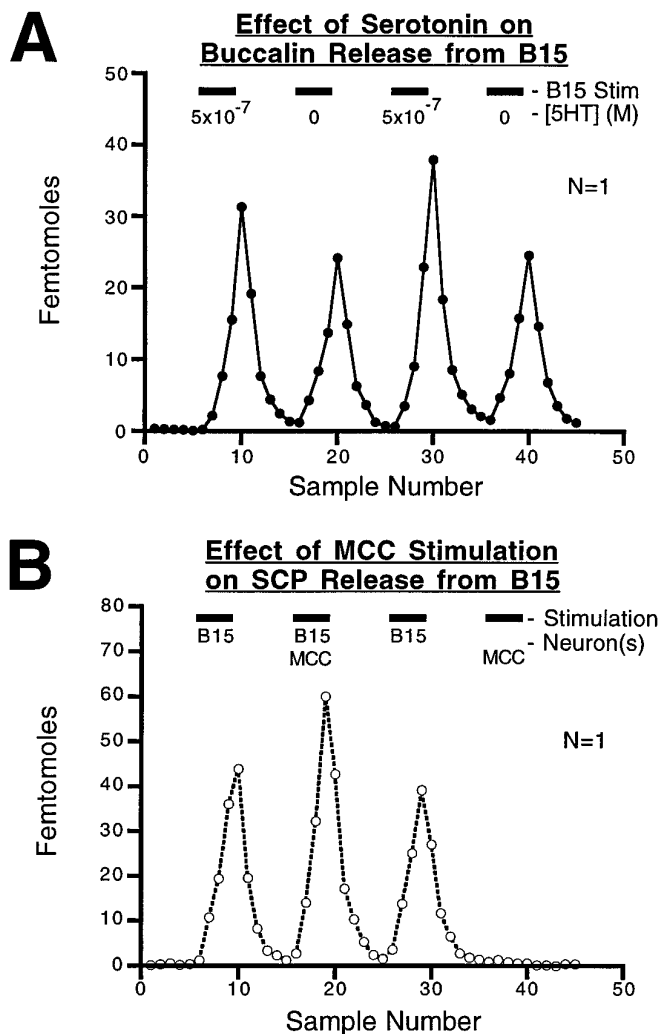 A
Effect of Serotonin on
Buccalin Release from B15
50
40
30
20
10
0
Femtomoles
- B15 Stim
5x10-7 0 5x10-7 0 - [5HT] (M)
N=1
0 10 20 30 40 50
Sample Number
B
Effect of MCC Stimulation
on SCP Release from B15
80
70
60
50
40
30
20
10
0
Femtomoles
- Stimulation
B15 B15 B15 - Neuron(s)
MCC MCC
N=1
0 10 20 30 40 50
Sample Number